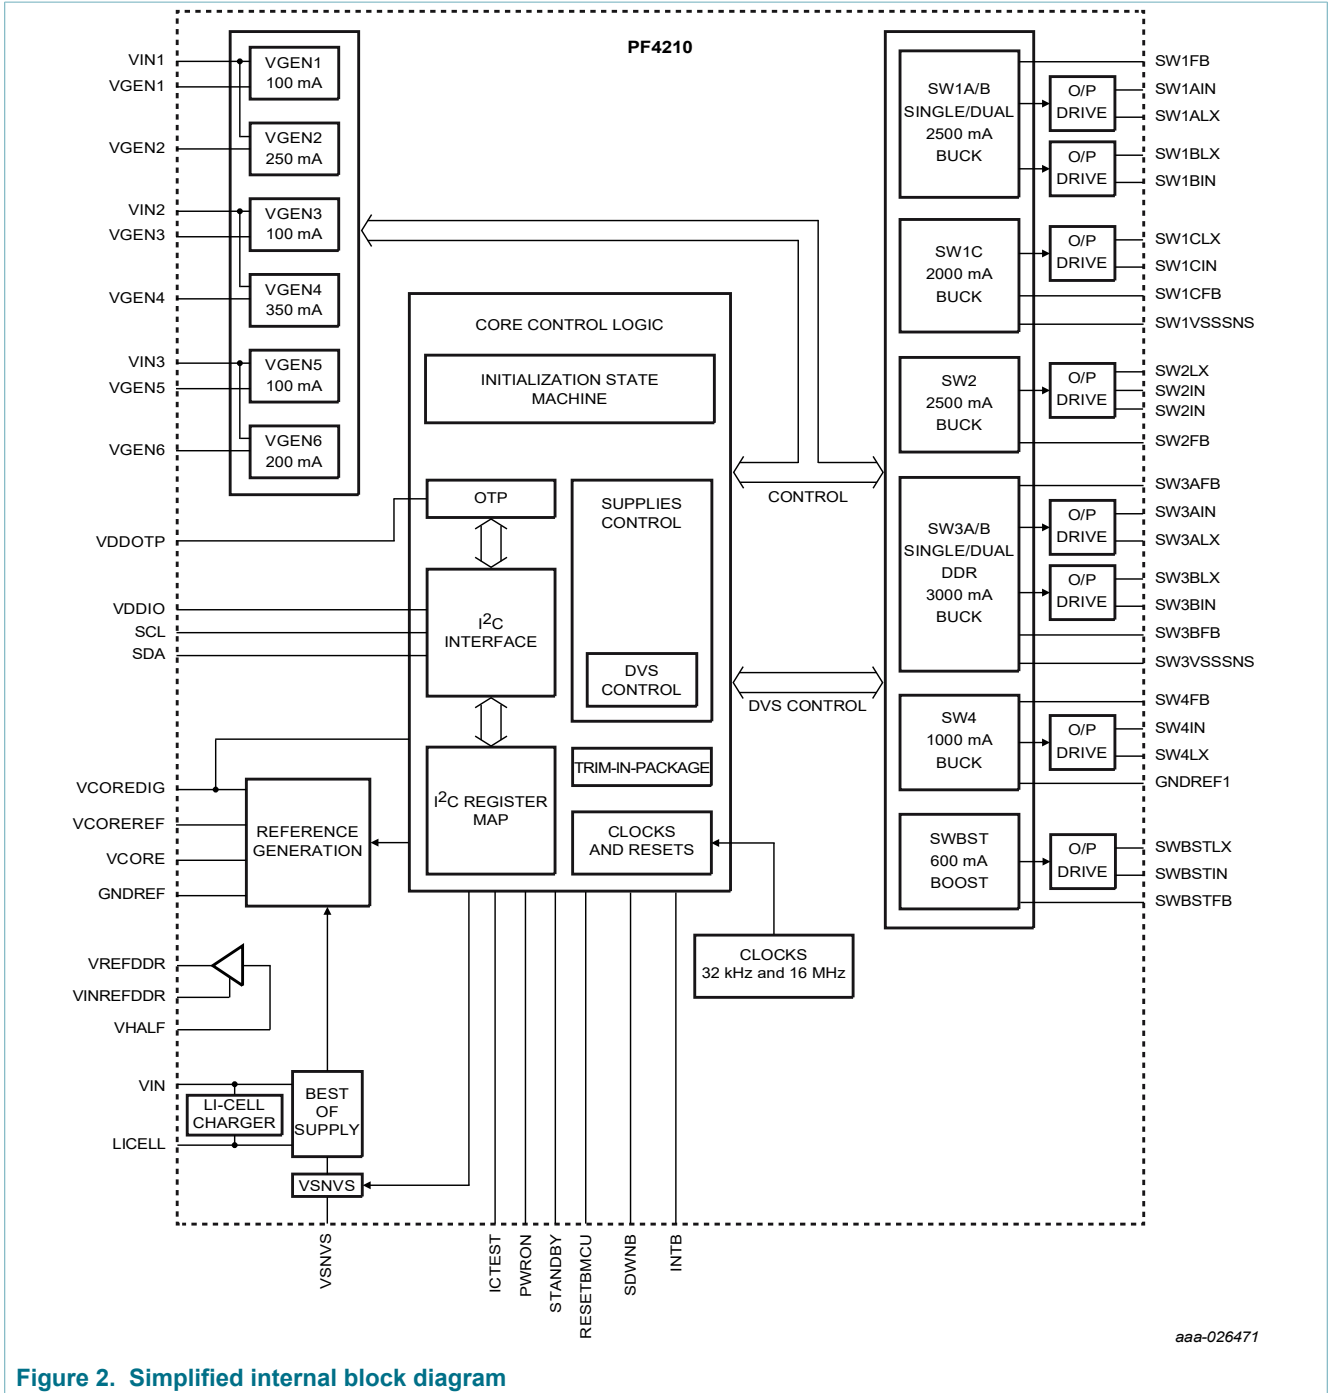 PF4210
VIN1
VGEN1
VGEN2
VIN2
VGEN3
VGEN4
VIN3
VGEN5
VGEN6
VDDOTP
VDDIO
SCL
SDA
VCOREDIG
VCOREREF
VCORE
GNDREF
VREFDDR
VINREFDDR
VHALF
VIN
LICELL
VGEN1
100 mA
VGEN2
250 mA
VGEN3
100 mA
VGEN4
350 mA
VGEN5
100 mA
VGEN6
200 mA
CORE CONTROL LOGIC
INITIALIZATION STATE
MACHINE
OTP
I2C
INTERFACE
I2C REGISTER
MAP
SUPPLIES
CONTROL
DVS
CONTROL
TRIM-IN-PACKAGE
CLOCKS
AND RESETS
REFERENCE
GENERATION
CLOCKS
32 kHz and 16 MHz
LI-CELL
CHARGER
BEST
OF
SUPPLY
VSNVS
CONTROL
DVS CONTROL
SW1A/B
SINGLE/DUAL
2500 mA
BUCK
O/P
DRIVE
O/P
DRIVE
SW1C
2000 mA
BUCK
O/P
DRIVE
SW2
2500 mA
BUCK
O/P
DRIVE
SW3A/B
SINGLE/DUAL
DDR
3000 mA
BUCK
O/P
DRIVE
O/P
DRIVE
SW4
1000 mA
BUCK
O/P
DRIVE
SWBST
600 mA
BOOST
O/P
DRIVE
SW1FB
SW1AIN
SW1ALX
SW1BLX
SW1BIN
SW1CLX
SW1CIN
SW1CFB
SW1VSSSNS
SW2LX
SW2IN
SW2IN
SW2FB
SW3AFB
SW3AIN
SW3ALX
SW3BLX
SW3BIN
SW3BFB
SW3VSSSNS
SW4FB
SW4IN
SW4LX
GNDREF1
SWBSTLX
SWBSTIN
SWBSTFB
VSNVS
ICTEST
PWRON
STANDBY
RESETBMCU
SDWNB
INTB
aaa-026471
Figure 2. Simplified internal block diagram